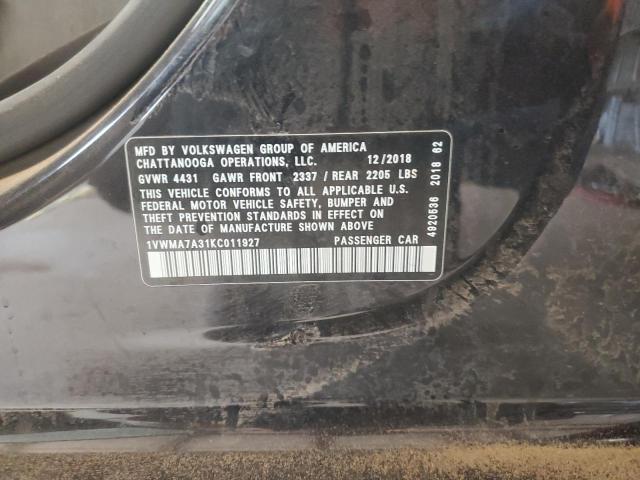 MFD BY VOLKSWAGEN GROUP OF AMERICA
CHATTANOOGA OPERATIONS, LLC. 12/2018
GVWR 4431 GAWR FRONT 2337 / REAR 2205 LBS
THIS VEHICLE CONFORMS TO ALL APPLICABLE U.S.
FEDERAL MOTOR VEHICLE SAFETY, BUMPER AND
THEFT PREVENTION STANDARDS IN EFFECT ON
THE DATE OF MANUFACTURE SHOWN ABOVE
1VWMA7A31KC011927 PASSENGER CAR
4920536 2018 62